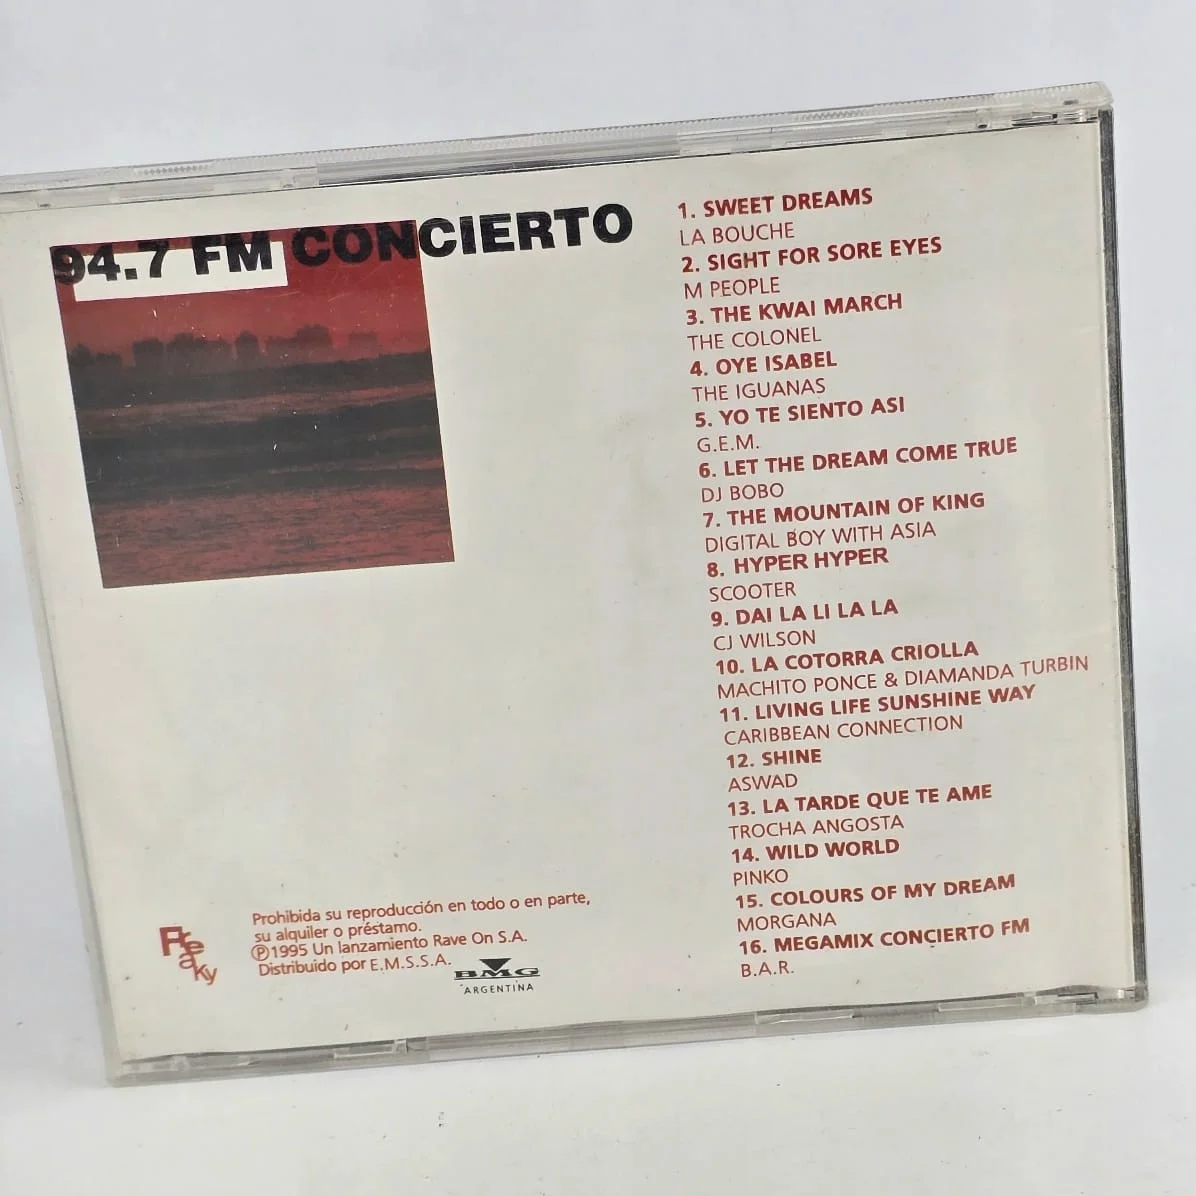 94.7 FM CONCIERTO
1. SWEET DREAMS
LA BOUCHE
2. SIGHT FOR SORE EYES
M PEOPLE
3. THE KWAI MARCH
THE COLONEL
4. OYE ISABEL
THE IGUANAS
5. YO TE SIENTO ASI
G.E.M.
6. LET THE DREAM COME TRUE
DJ BOBO
7. THE MOUNTAIN OF KING
DIGITAL BOY WITH ASIA
8. HYPER HYPER
SCOOTER
9. DAI LA LI LA LA
CJ WILSON
10. LA COTORRA CRIOLLA
MACHITO PONCE & DIAMANDA TURBIN
11. LIVING LIFE SUNSHINE WAY
CARIBBEAN CONNECTION
12. SHINE
ASWAD
13. LA TARDE QUE TE AME
TROCHA ANGOSTA
14. WILD WORLD
PINKO
15. COLOURS OF MY DREAM
MORGANA
16. MEGAMIX CONCIERTO FM
B.A.R.
Freaky
Prohibida su reproducción en todo o en parte,
su alquiler o préstamo.
℗1995 Un lanzamiento Rave On S.A.
Distribuido por E.M.S.S.A.
BMG
ARGENTINA